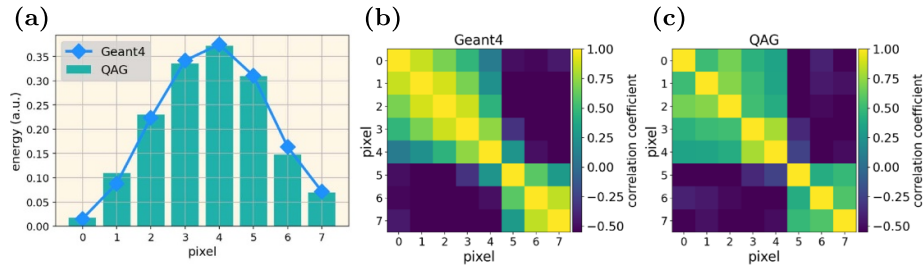 (a)
Geant4
QAG
energy (a.u.)
0.35
0.30
0.25
0.20
0.15
0.10
0.05
0.00
0 1 2 3 4 5 6 7
pixel
(b)
Geant4
pixel
0
1
2
3
4
5
6
7
0 1 2 3 4 5 6 7
pixel
1.00
0.75
0.50
0.25
0.00
−0.25
−0.50
correlation coefficient
(c)
QAG
pixel
0
1
2
3
4
5
6
7
0 1 2 3 4 5 6 7
pixel
1.00
0.75
0.50
0.25
0.00
−0.25
−0.50
correlation coefficient